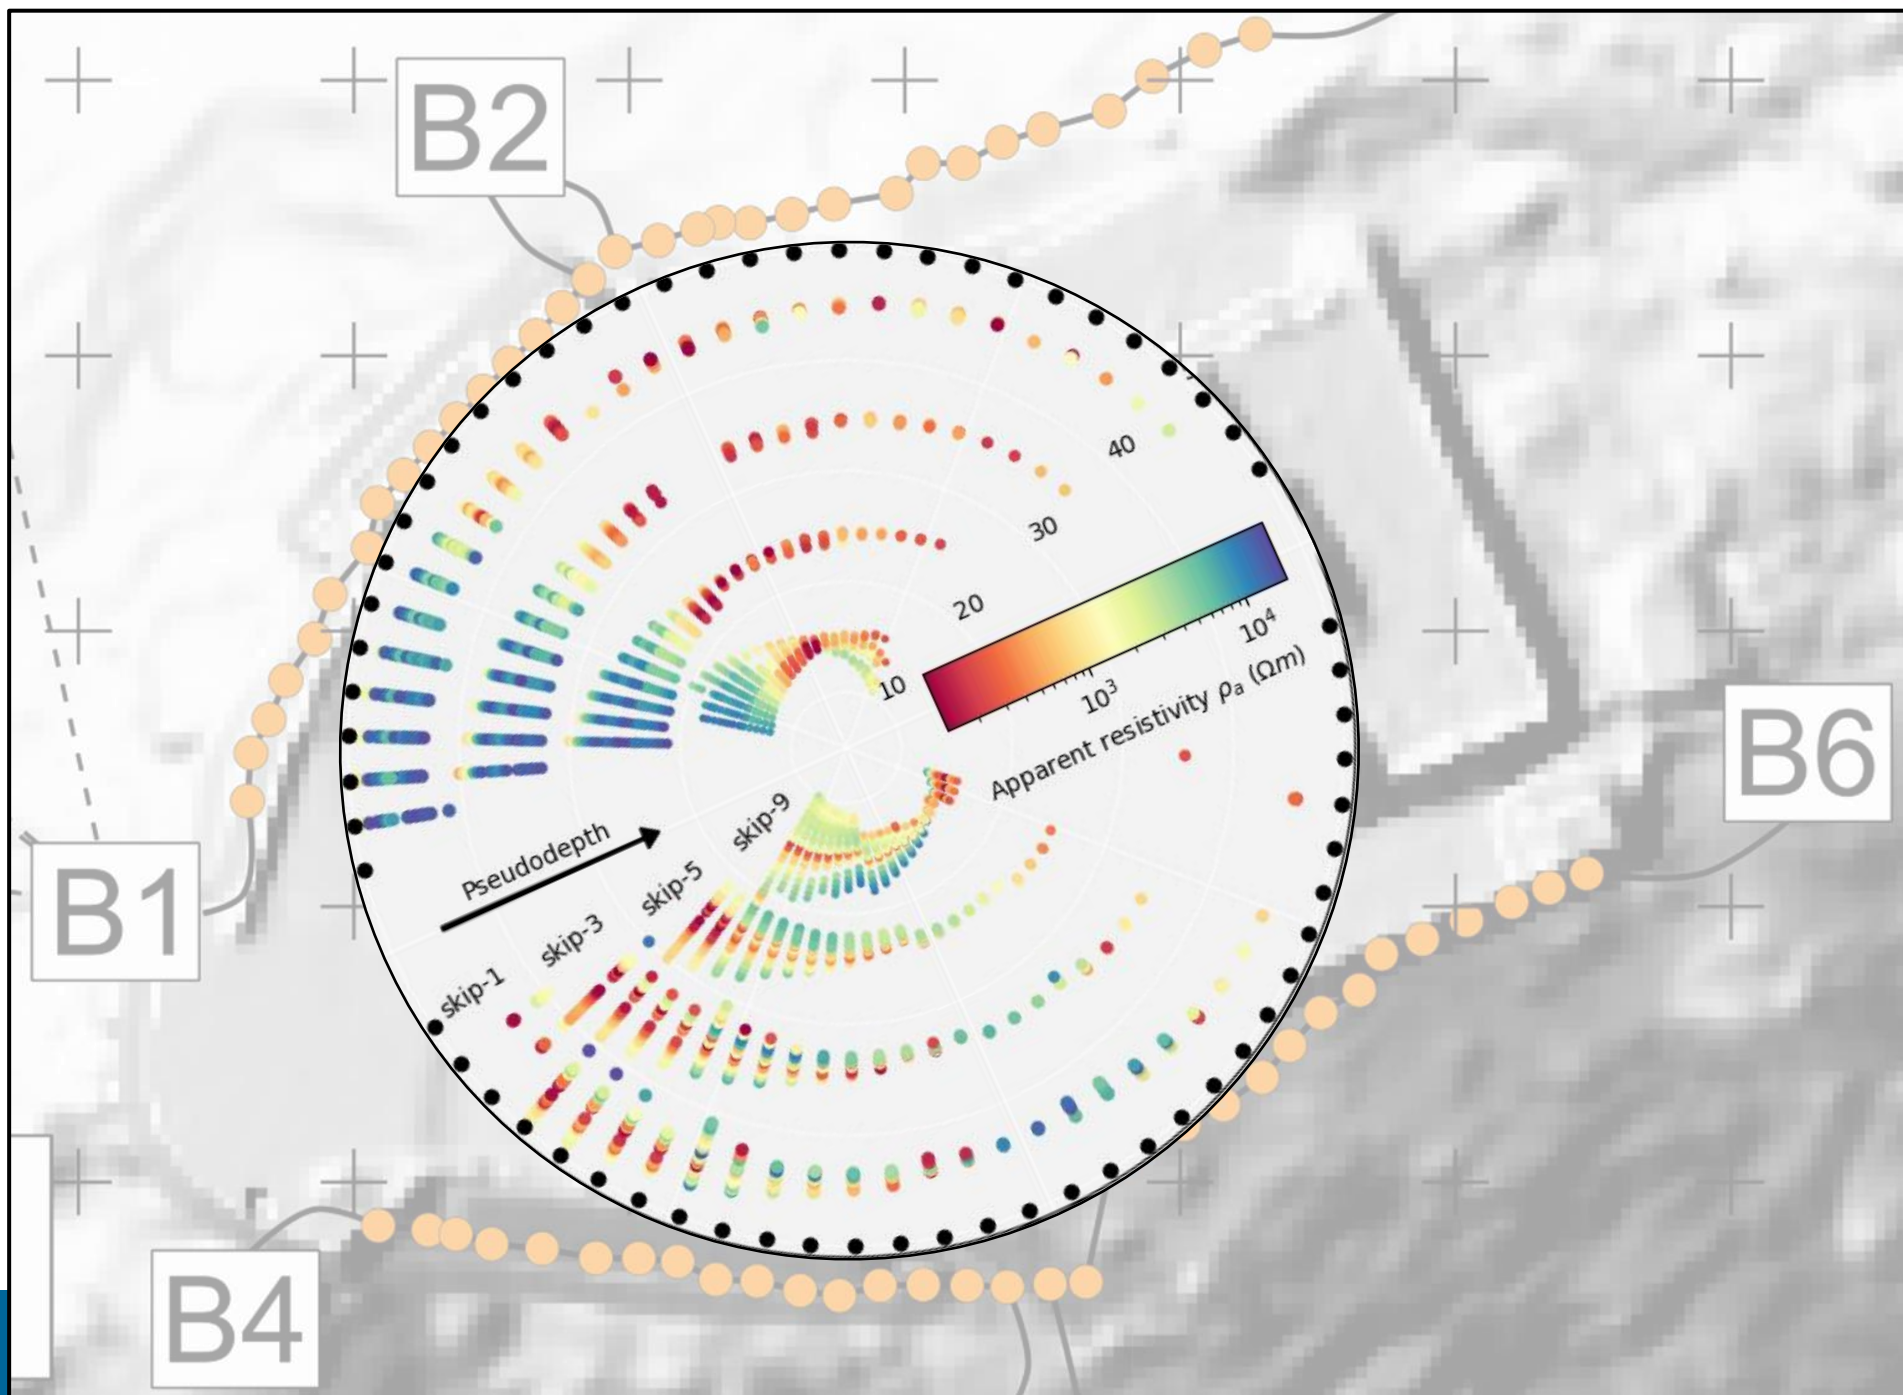 B2
40
30
20
10
10⁴
10³
Apparent resistivity ρₐ (Ωm)
B6
B1
Pseudodepth
skip-9
skip-5
skip-3
skip-1
B4